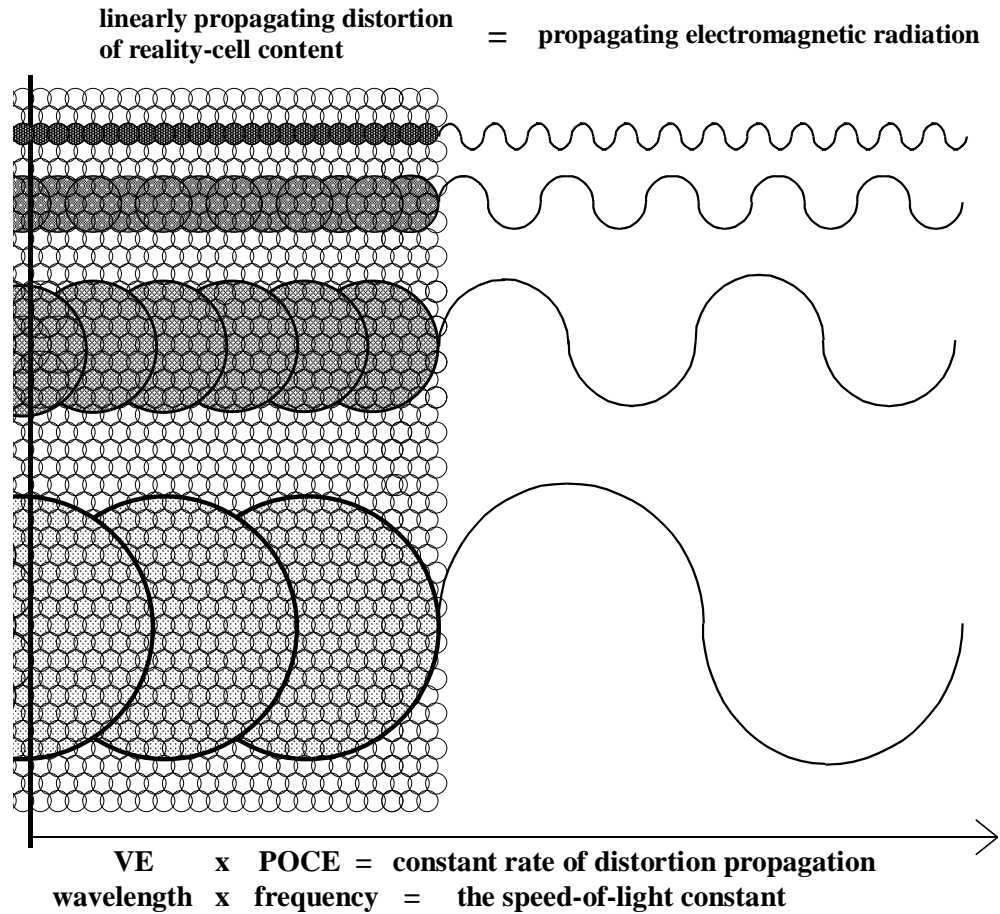 linearly propagating distortion
of reality-cell content
= propagating electromagnetic radiation
VE x POCE = constant rate of distortion propagation
wavelength x frequency = the speed-of-light constant